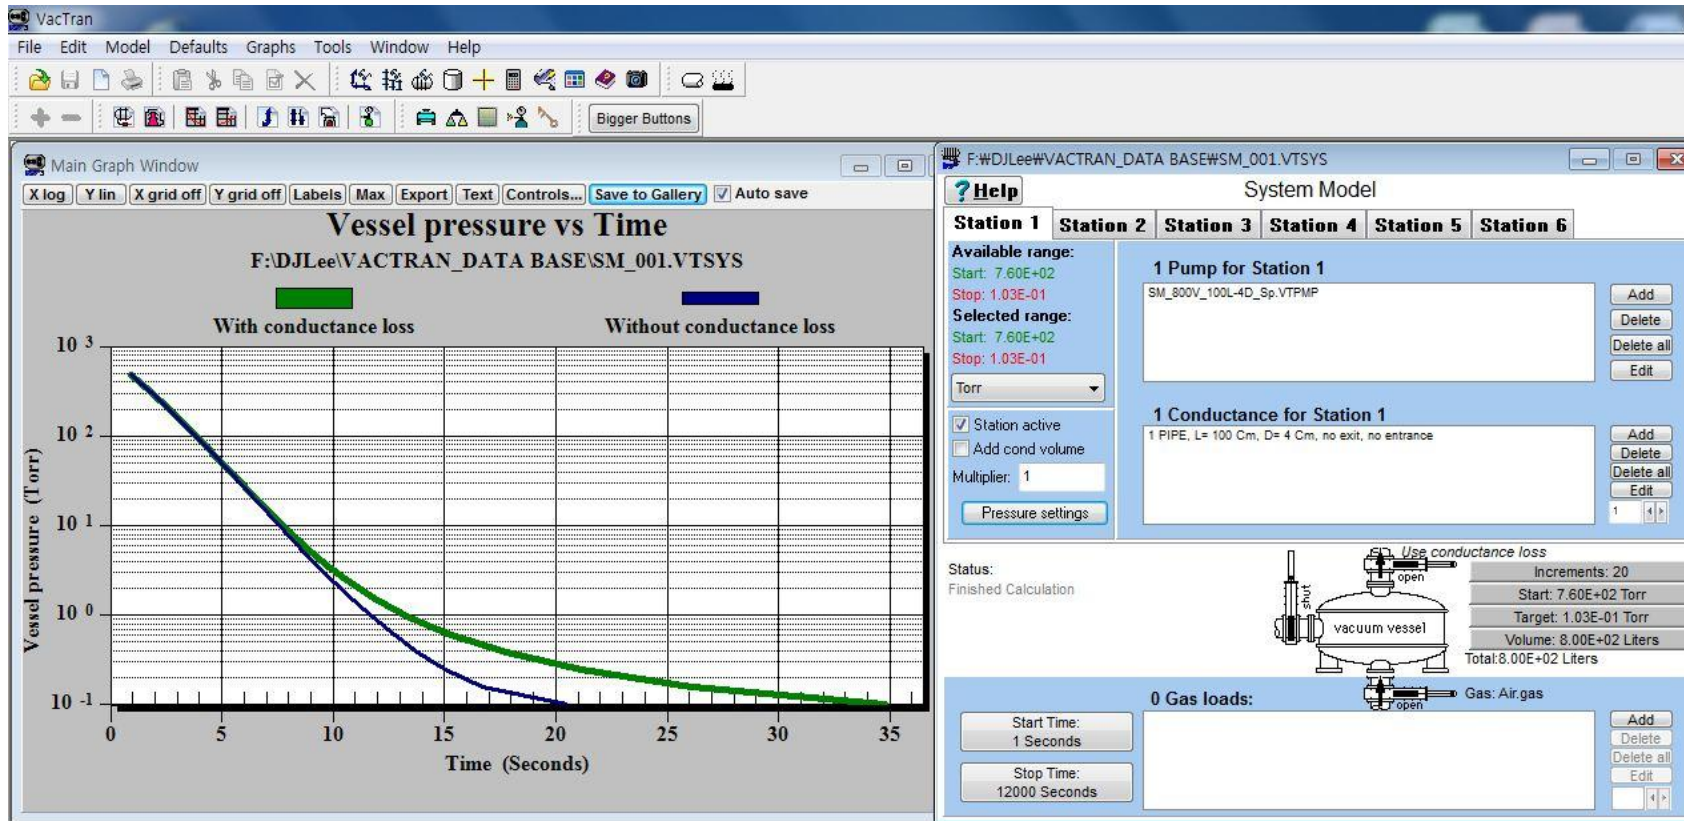 VacTran
File Edit Model Defaults Graphs Tools Window Help
Bigger Buttons
Main Graph Window
X log Y lin X grid off Y grid off Labels Max Export Text Controls... Save to Gallery Auto save
Vessel pressure vs Time
F:\DJLee\VACTRAN_DATA BASE\SM_001.VTSYS
With conductance loss Without conductance loss
Vessel pressure (Torr)
10 3
10 2
10 1
10 0
10 -1
0 5 10 15 20 25 30 35
Time (Seconds)
F:₩DJLee₩VACTRAN_DATA BASE₩SM_001.VTSYS
?Help System Model
Station 1 Station 2 Station 3 Station 4 Station 5 Station 6
Available range:
Start: 7.60E+02
Stop: 1.03E-01
Selected range:
Start: 7.60E+02
Stop: 1.03E-01
Torr
Station active
Add cond volume
Multiplier: 1
Pressure settings
1 Pump for Station 1
SM_800V_100L-4D_Sp.VTPMP
Add
Delete
Delete all
Edit
1 Conductance for Station 1
1 PIPE, L= 100 Cm, D= 4 Cm, no exit, no entrance
Add
Delete
Delete all
Edit
1
Status:
Finished Calculation
Use conductance loss
open
shut
vacuum vessel
open
Increments: 20
Start: 7.60E+02 Torr
Target: 1.03E-01 Torr
Volume: 8.00E+02 Liters
Total:8.00E+02 Liters
Gas: Air.gas
0 Gas loads:
Start Time:
1 Seconds
Stop Time:
12000 Seconds
Add
Delete
Delete all
Edit